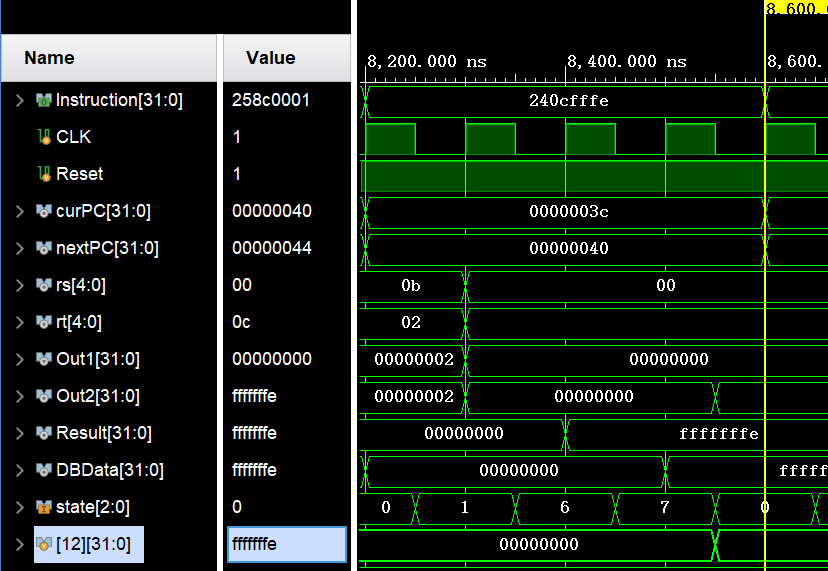 8,600.
Name Value
8,200.000 ns 8,400.000 ns 8,600.
Instruction[31:0] 258c0001 240cfffe
CLK 1
Reset 1
curPC[31:0] 00000040 0000003c
nextPC[31:0] 00000044 00000040
rs[4:0] 00 0b 00
rt[4:0] 0c 02
Out1[31:0] 00000000 00000002 00000000
Out2[31:0] fffffffe 00000002 00000000
Result[31:0] fffffffe 00000000 fffffffe
DBData[31:0] fffffffe 00000000 fffff
state[2:0] 0 0 1 6 7 0
[12][31:0] fffffffe 00000000